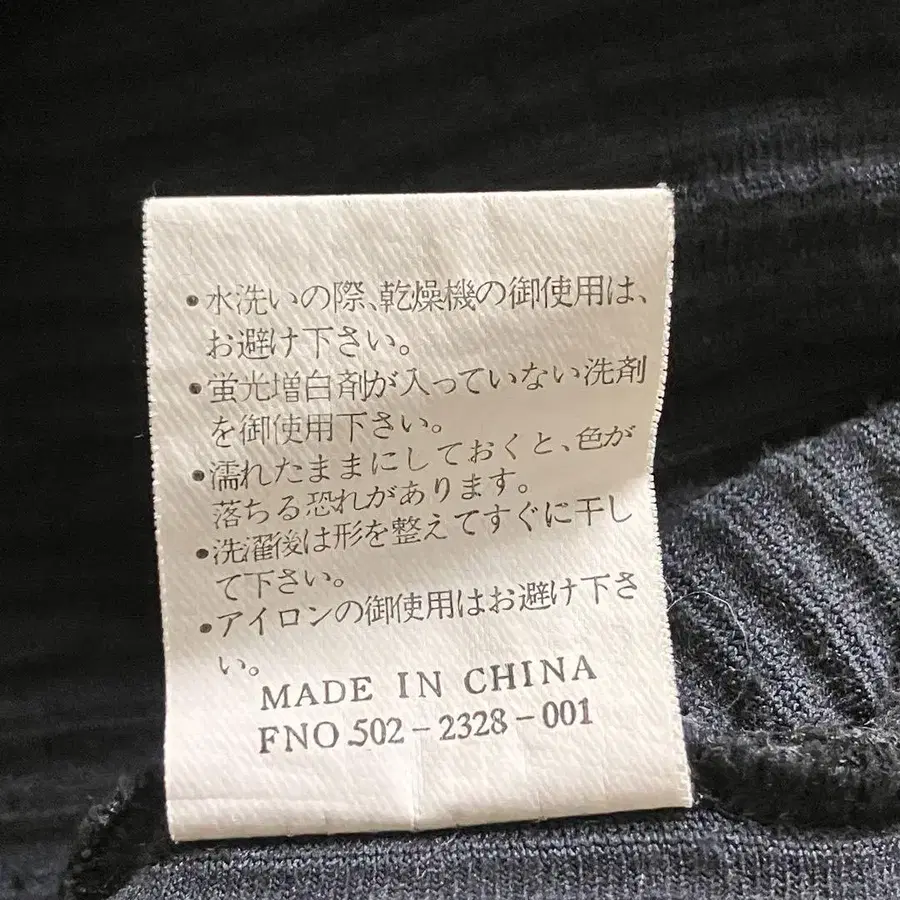 •水洗いの際、乾燥機の御使用は、
お避け下さい。
•蛍光増白剤が入っていない洗剤
を御使用下さい。
•濡れたままにしておくと、色が
落ちる恐れがあります。
•洗濯後は形を整えてすぐに干し
て下さい。
•アイロンの御使用はお避け下さ
い。
MADE IN CHINA
FNO.502-2328-001